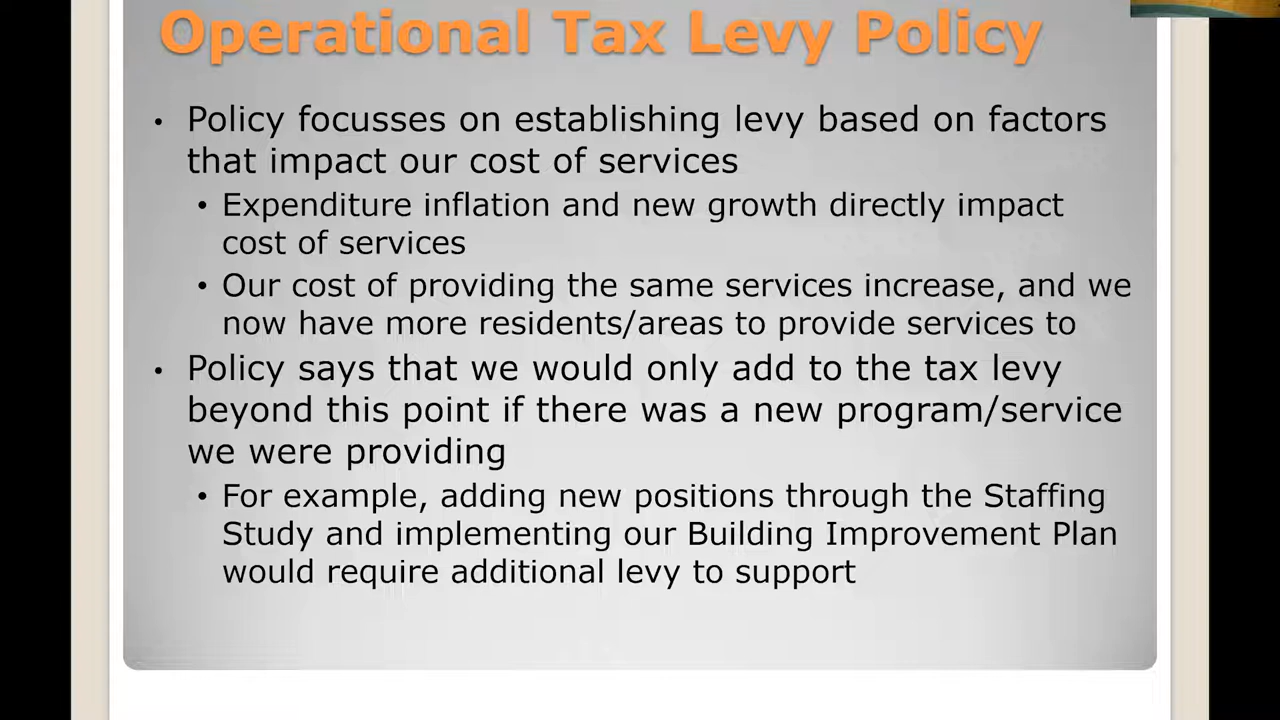 Operational Tax Levy Policy
• Policy focusses on establishing levy based on factors
that impact our cost of services
• Expenditure inflation and new growth directly impact
cost of services
• Our cost of providing the same services increase, and we
now have more residents/areas to provide services to
• Policy says that we would only add to the tax levy
beyond this point if there was a new program/service
we were providing
• For example, adding new positions through the Staffing
Study and implementing our Building Improvement Plan
would require additional levy to support